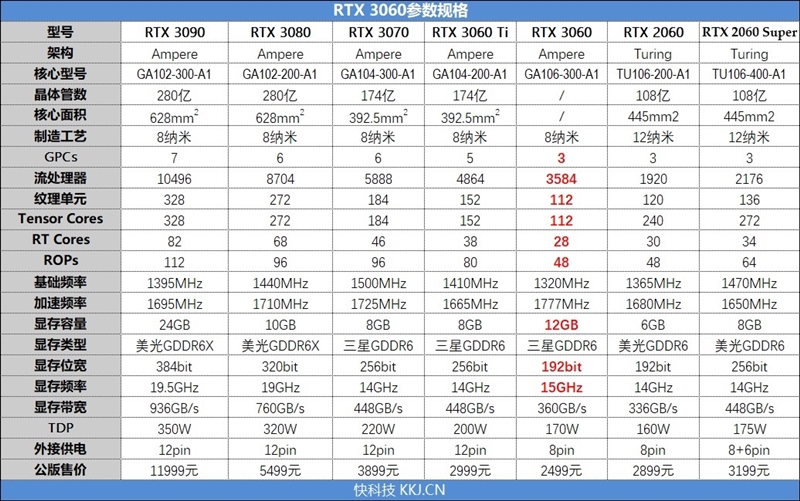 RTX 3060参数规格
型号 RTX 3090 RTX 3080 RTX 3070 RTX 3060 Ti RTX 3060 RTX 2060 RTX 2060 Super
架构 Ampere Ampere Ampere Ampere Ampere Turing Turing
核心型号 GA102-300-A1 GA102-200-A1 GA104-300-A1 GA104-200-A1 GA106-300-A1 TU106-200-A1 TU106-400-A1
晶体管数 280亿 280亿 174亿 174亿 / 108亿 108亿
核心面积 628mm² 628mm² 392.5mm² 392.5mm² / 445mm2 445mm2
制造工艺 8纳米 8纳米 8纳米 8纳米 8纳米 12纳米 12纳米
GPCs 7 6 6 5 3 3 3
流处理器 10496 8704 5888 4864 3584 1920 2176
纹理单元 328 272 184 152 112 120 136
Tensor Cores 328 272 184 152 112 240 272
RT Cores 82 68 46 38 28 30 34
ROPs 112 96 96 80 48 48 64
基础频率 1395MHz 1440MHz 1500MHz 1410MHz 1320MHz 1365MHz 1470MHz
加速频率 1695MHz 1710MHz 1725MHz 1665MHz 1777MHz 1680MHz 1650MHz
显存容量 24GB 10GB 8GB 8GB 12GB 6GB 8GB
显存类型 美光GDDR6X 美光GDDR6X 三星GDDR6 三星GDDR6 三星GDDR6 美光GDDR6 美光GDDR6
显存位宽 384bit 320bit 256bit 256bit 192bit 192bit 256bit
显存频率 19.5GHz 19GHz 14GHz 14GHz 15GHz 14GHz 14GHz
显存带宽 936GB/s 760GB/s 448GB/s 448GB/s 360GB/s 336GB/s 448GB/s
TDP 350W 320W 220W 200W 170W 160W 175W
外接供电 12pin 12pin 12pin 12pin 8pin 8pin 8+6pin
公版售价 11999元 5499元 3899元 2999元 2499元 2899元 3199元
快科技 KKJ.CN